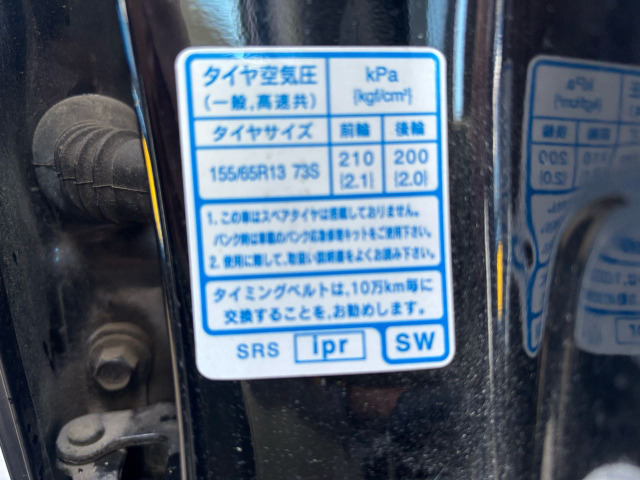 タイヤ空気圧 kPa
(一般,高速共) {kgf/cm²}
タイヤサイズ 前輪 後輪
155/65R13 73S 210 200
{2.1} {2.0}
1. この車はスペアタイヤは搭載しておりません。
パンク時は車載のパンク応急修理キットをご使用下さい。
2. 使用に際して、取扱い説明書をよくお読み下さい。
タイミングベルトは、10万km毎に
交換することを、お勧めします。
SRS ipr SW